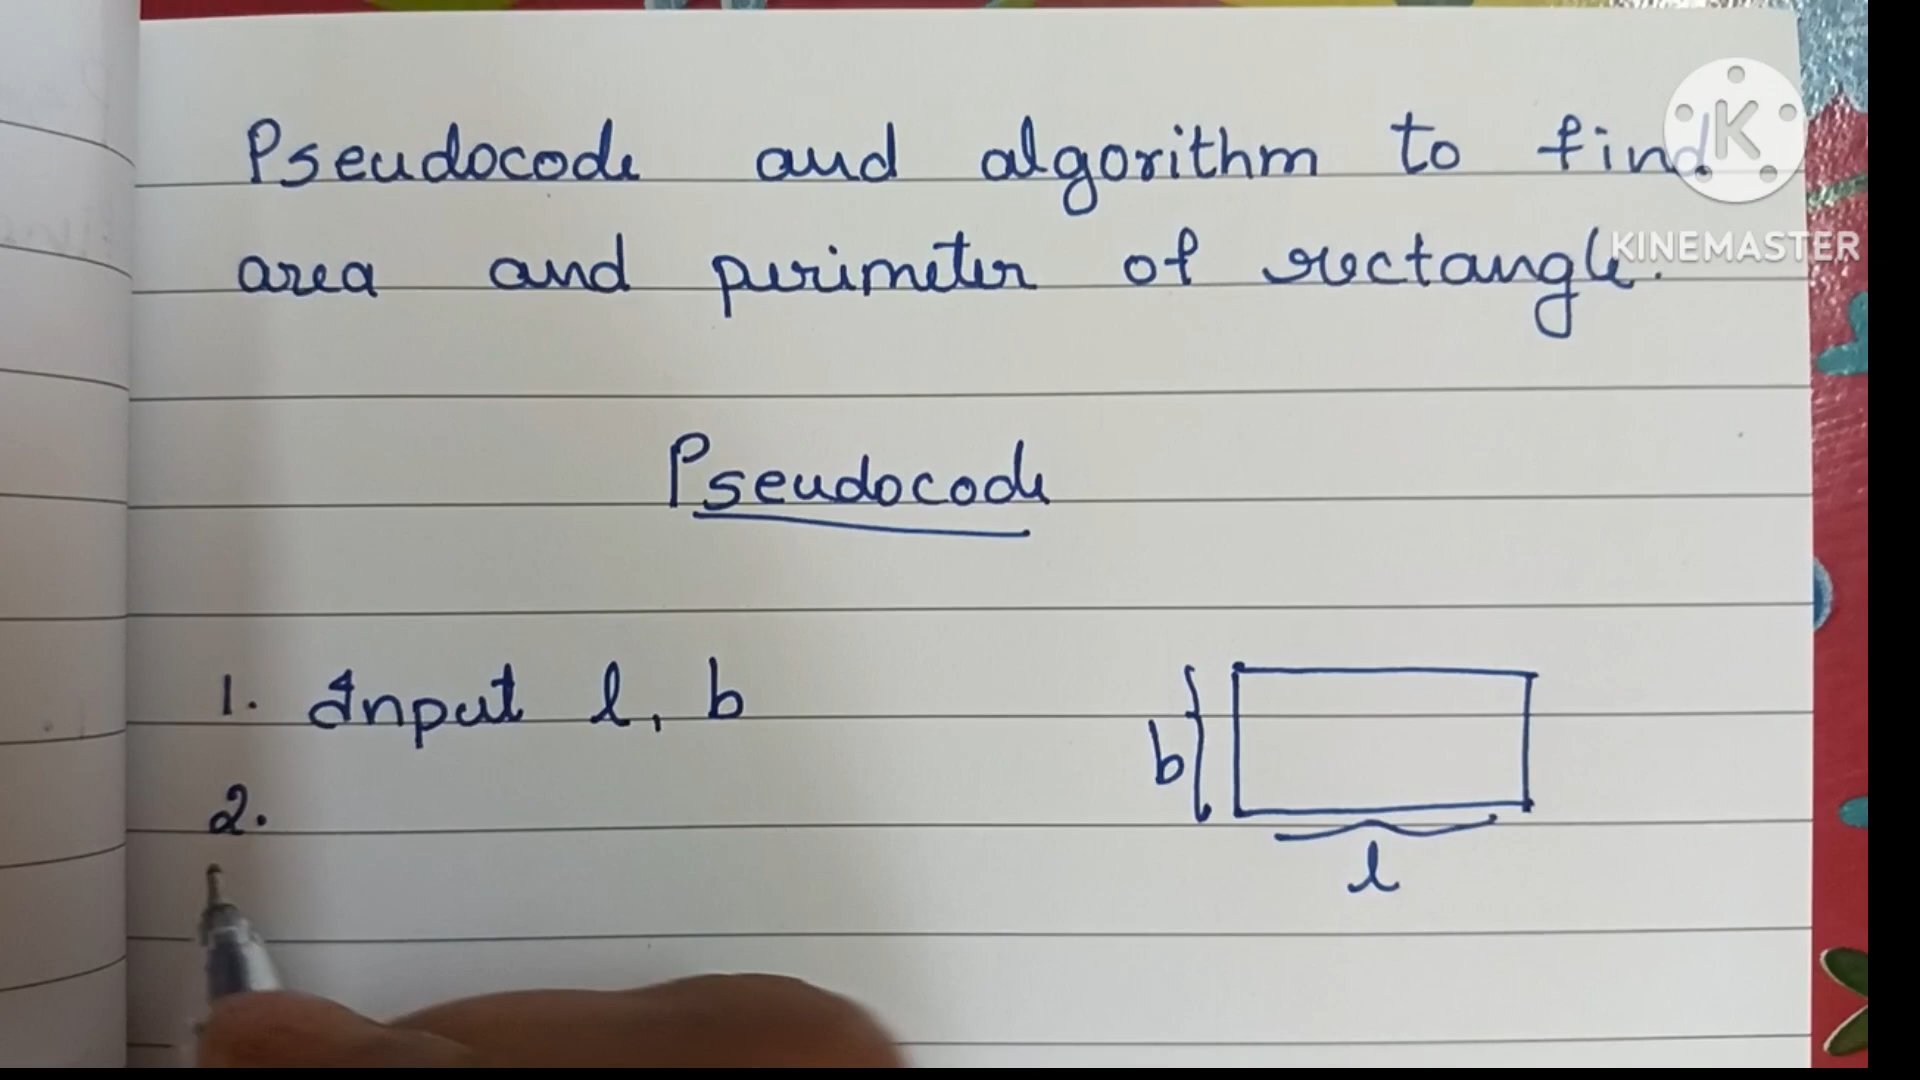 Pseudocode and algorithm to find
area and perimeter of rectangle.
K
KINEMASTER
Pseudocode
1. Input l, b
2.
b
l